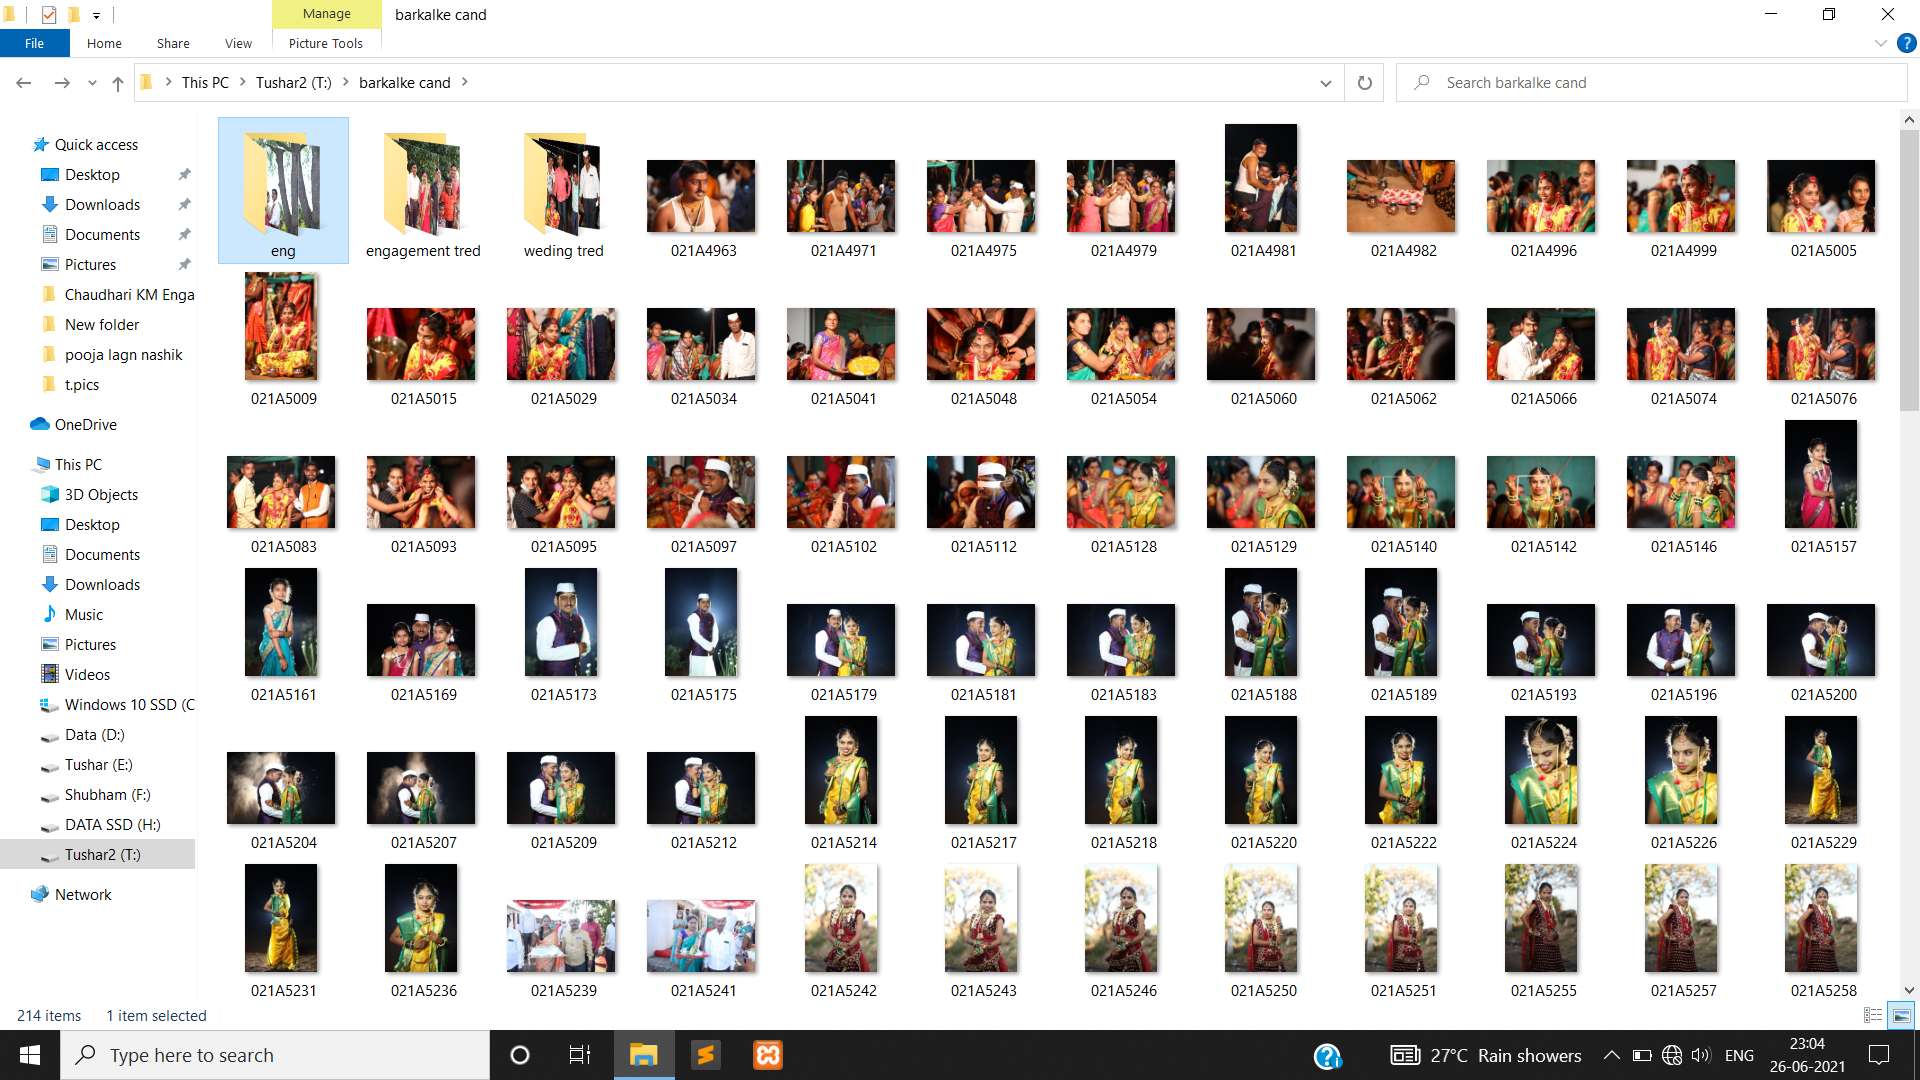 Manage
barkalke cand
File
Home
Share
View
Picture Tools
This PC
Tushar2 (T:)
barkalke cand
Search barkalke cand
Quick access
Desktop
Downloads
Documents
Pictures
Chaudhari KM Enga
New folder
pooja lagn nashik
t.pics
OneDrive
This PC
3D Objects
Desktop
Documents
Downloads
Music
Pictures
Videos
Windows 10 SSD (C
Data (D:)
Tushar (E:)
Shubham (F:)
DATA SSD (H:)
Tushar2 (T:)
Network
eng
engagement tred
weding tred
021A4963
021A4971
021A4975
021A4979
021A4981
021A4982
021A4996
021A4999
021A5005
021A5009
021A5015
021A5029
021A5034
021A5041
021A5048
021A5054
021A5060
021A5062
021A5066
021A5074
021A5076
021A5083
021A5093
021A5095
021A5097
021A5102
021A5112
021A5128
021A5129
021A5140
021A5142
021A5146
021A5157
021A5161
021A5169
021A5173
021A5175
021A5179
021A5181
021A5183
021A5188
021A5189
021A5193
021A5196
021A5200
021A5204
021A5207
021A5209
021A5212
021A5214
021A5217
021A5218
021A5220
021A5222
021A5224
021A5226
021A5229
021A5231
021A5236
021A5239
021A5241
021A5242
021A5243
021A5246
021A5250
021A5251
021A5255
021A5257
021A5258
214 items
1 item selected
Type here to search
27°C Rain showers
ENG
23:04
26-06-2021